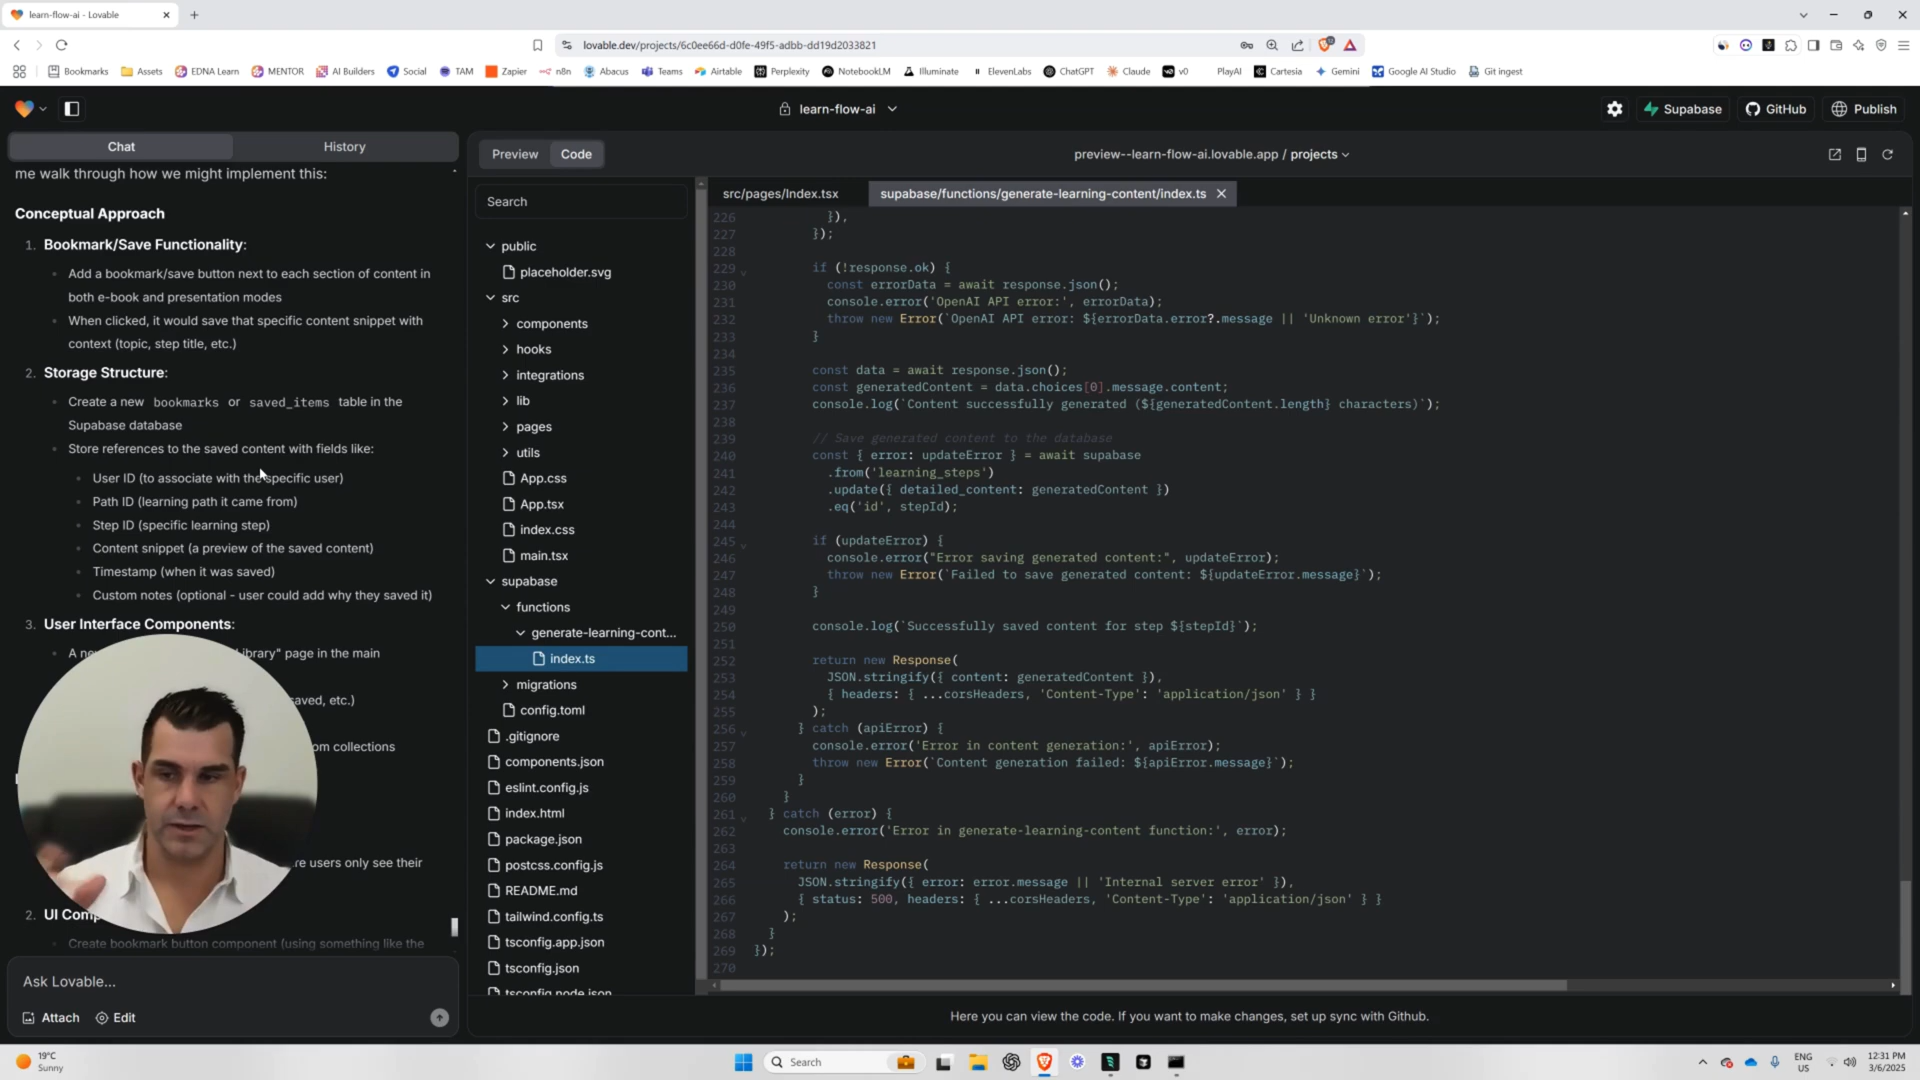 learn-flow-ai - Lovable
lovable.dev/projects/6c0ee66d-d0fe-49f5-adbb-dd19d2033821
Bookmarks
Assets
EDNA Learn
MENTOR
AI Builders
Social
TAM
Zapier
n8n
Abacus
Teams
Airtable
Perplexity
NotebookLM
Illuminate
ElevenLabs
ChatGPT
Claude
v0
PlayAI
Cartesia
Gemini
Google AI Studio
Git ingest
learn-flow-ai
Supabase
GitHub
Publish
Chat
History
me walk through how we might implement this:
Conceptual Approach
1. Bookmark/Save Functionality:
Add a bookmark/save button next to each section of content in
both e-book and presentation modes
When clicked, it would save that specific content snippet with
context (topic, step title, etc.)
2. Storage Structure:
Create a new bookmarks or saved_items table in the
Supabase database
Store references to the saved content with fields like:
User ID (to associate with the specific user)
Path ID (learning path it came from)
Step ID (specific learning step)
Content snippet (a preview of the saved content)
Timestamp (when it was saved)
Custom notes (optional - user could add why they saved it)
3. User Interface Components:
A ne
ibrary" page in the main
aved, etc.)
om collections
re users only see their
2. UI Comp
Create bookmark button component (using something like the
Ask Lovable...
Attach
Edit
Preview
Code
preview--learn-flow-ai.lovable.app / projects
Search
public
placeholder.svg
src
components
hooks
integrations
lib
pages
utils
App.css
App.tsx
index.css
main.tsx
supabase
functions
generate-learning-cont...
index.ts
migrations
config.toml
.gitignore
components.json
eslint.config.js
index.html
package.json
postcss.config.js
README.md
tailwind.config.ts
tsconfig.app.json
tsconfig.json
tsconfig.node.json
src/pages/Index.tsx
supabase/functions/generate-learning-content/index.ts
226 }),
227 });
228
229 if (!response.ok) {
230 const errorData = await response.json();
231 console.error('OpenAI API error:', errorData);
232 throw new Error(`OpenAI API error: ${errorData.error?.message || 'Unknown error'}`);
233 }
234
235 const data = await response.json();
236 const generatedContent = data.choices[0].message.content;
237 console.log(`Content successfully generated (${generatedContent.length} characters)`);
238
239 // Save generated content to the database
240 const { error: updateError } = await supabase
241 .from('learning_steps')
242 .update({ detailed_content: generatedContent })
243 .eq('id', stepId);
244
245 if (updateError) {
246 console.error("Error saving generated content:", updateError);
247 throw new Error(`Failed to save generated content: ${updateError.message}`);
248 }
249
250 console.log(`Successfully saved content for step ${stepId}`);
251
252 return new Response(
253 JSON.stringify({ content: generatedContent }),
254 { headers: { ...corsHeaders, 'Content-Type': 'application/json' } }
255 );
256 } catch (apiError) {
257 console.error('Error in content generation:', apiError);
258 throw new Error(`Content generation failed: ${apiError.message}`);
259 }
260 }
261 } catch (error) {
262 console.error('Error in generate-learning-content function:', error);
263
264 return new Response(
265 JSON.stringify({ error: error.message || 'Internal server error' }),
266 { status: 500, headers: { ...corsHeaders, 'Content-Type': 'application/json' } }
267 );
268 }
269 });
270
Here you can view the code. If you want to make changes, set up sync with Github.
19°C
Sunny
Search
ENG
US
12:31 PM
3/6/2025